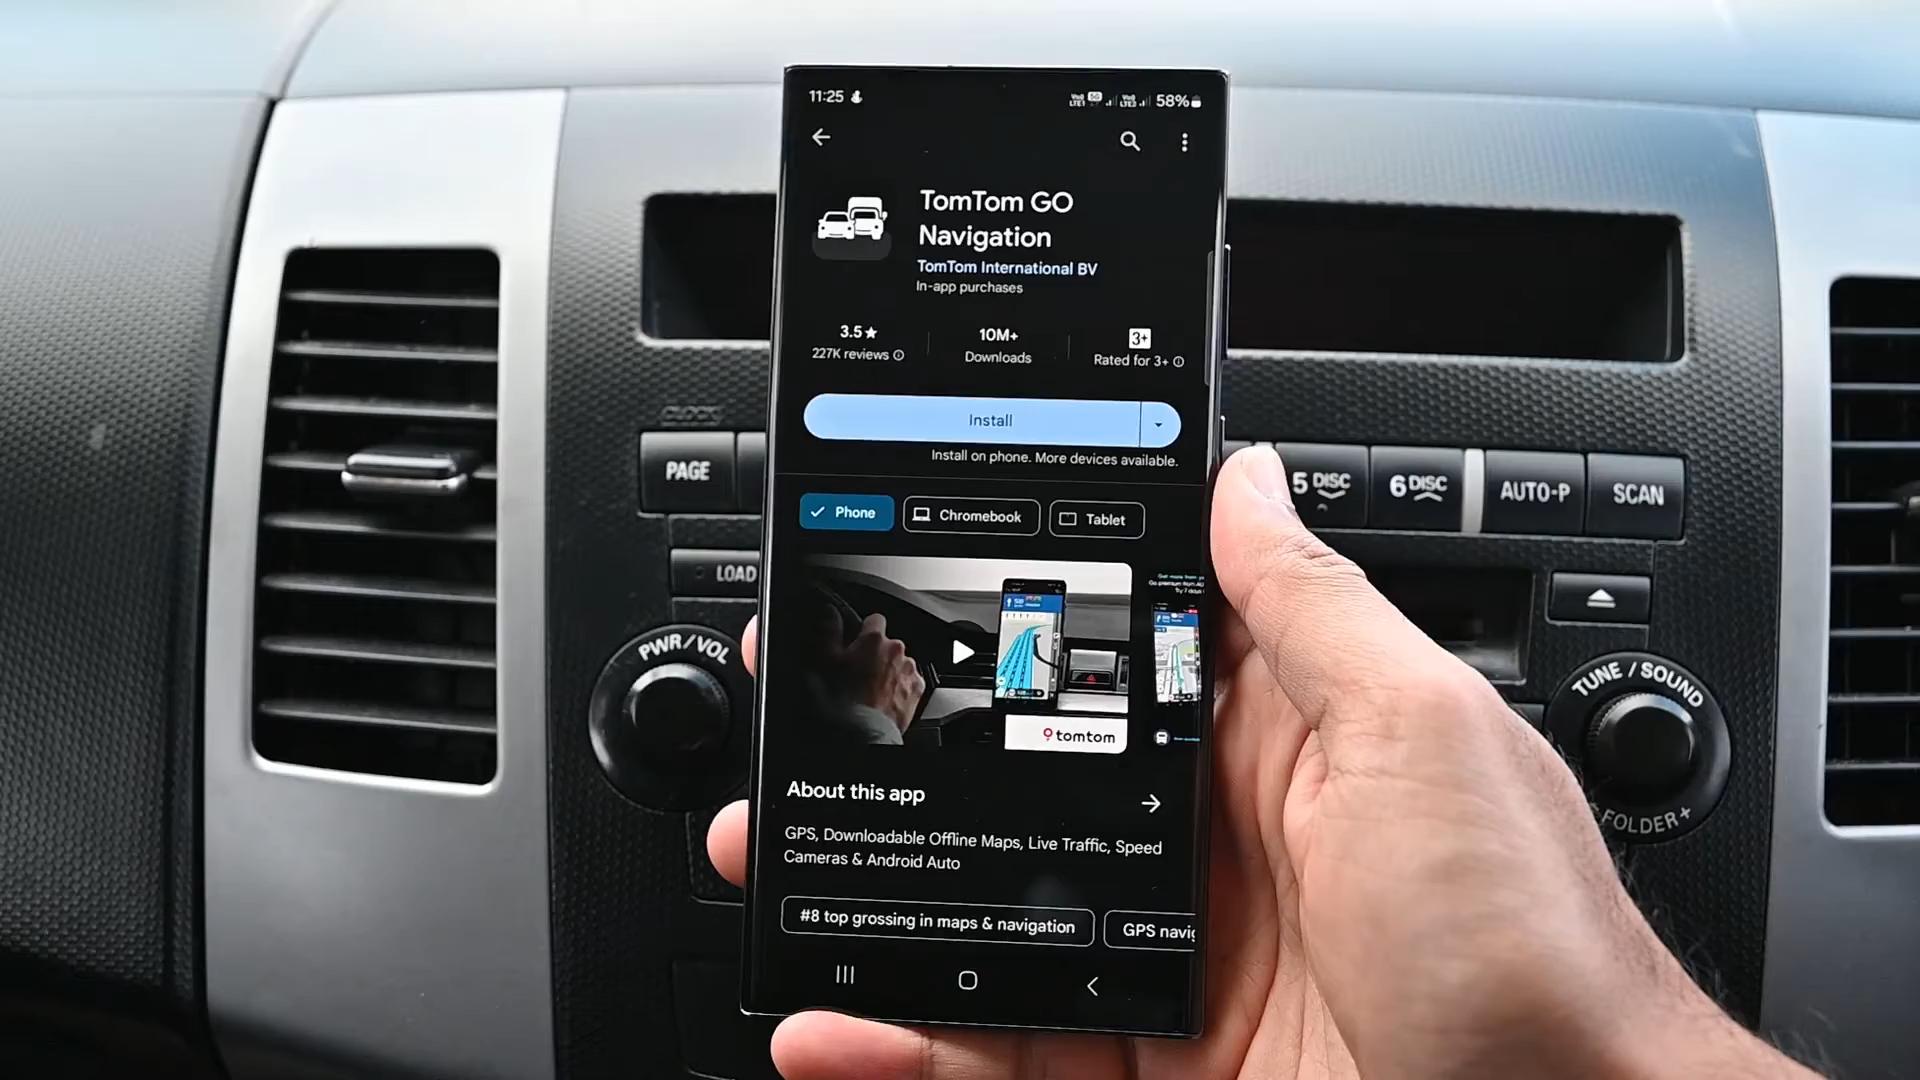 11:25
58%
TomTom GO
Navigation
TomTom International BV
In-app purchases
3.5★
227K reviews
10M+
Downloads
3+
Rated for 3+
Install
Install on phone. More devices available.
Phone
Chromebook
Tablet
tomtom
About this app
GPS, Downloadable Offline Maps, Live Traffic, Speed
Cameras & Android Auto
#8 top grossing in maps & navigation
GPS navig
CLOCK
PAGE
LOAD
PWR/VOL
5 DISC
6 DISC
AUTO-P
SCAN
TUNE / SOUND
FOLDER+